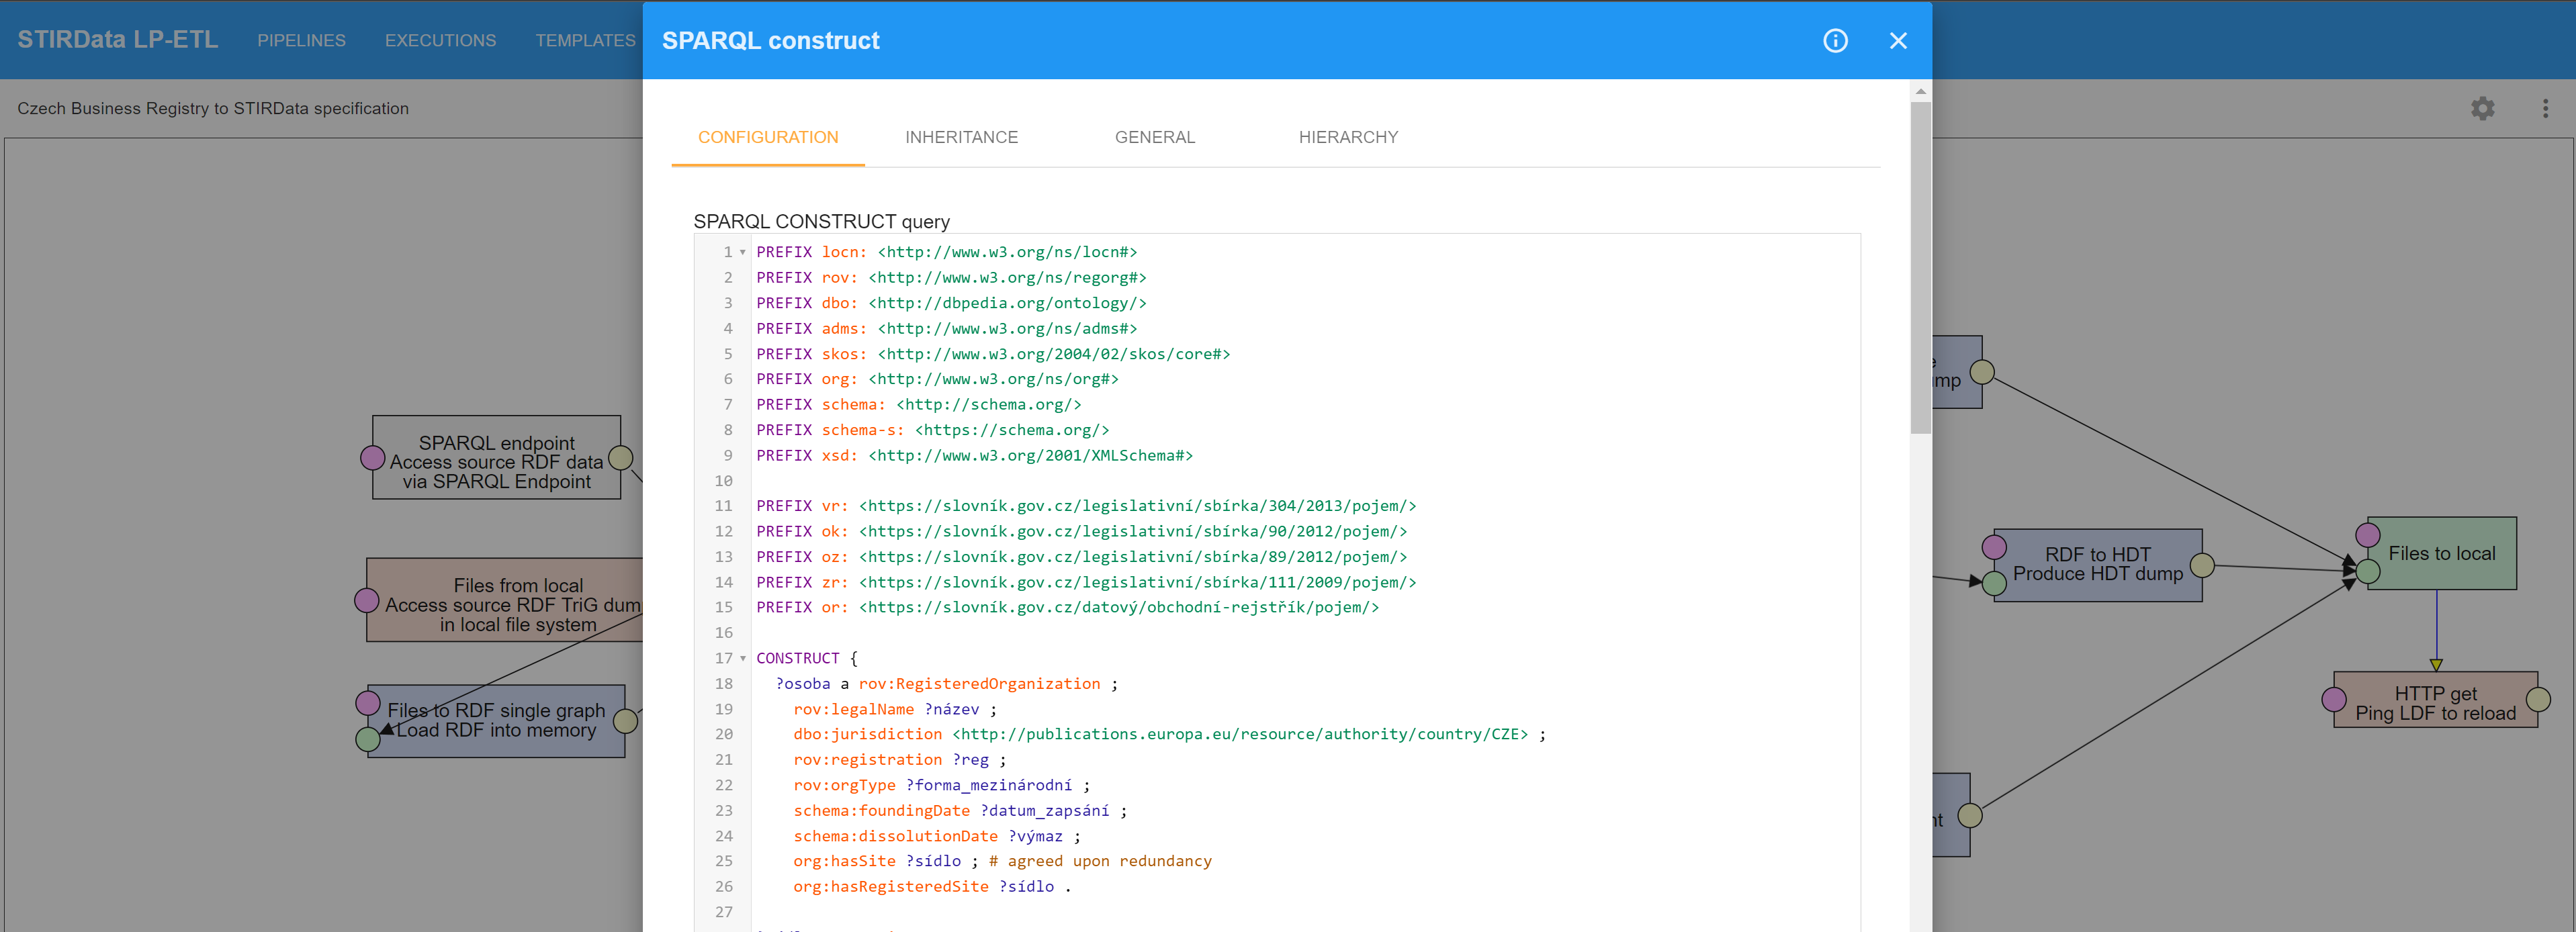 STIRData LP-ETL PIPELINES EXECUTIONS TEMPLATES
SPARQL construct
Czech Business Registry to STIRData specification
CONFIGURATION INHERITANCE GENERAL HIERARCHY
SPARQL CONSTRUCT query
1 PREFIX locn: <http://www.w3.org/ns/locn#>
2 PREFIX rov: <http://www.w3.org/ns/regorg#>
3 PREFIX dbo: <http://dbpedia.org/ontology/>
4 PREFIX adms: <http://www.w3.org/ns/adms#>
5 PREFIX skos: <http://www.w3.org/2004/02/skos/core#>
6 PREFIX org: <http://www.w3.org/ns/org#>
7 PREFIX schema: <http://schema.org/>
8 PREFIX schema-s: <https://schema.org/>
9 PREFIX xsd: <http://www.w3.org/2001/XMLSchema#>
10
11 PREFIX vr: <https://slovník.gov.cz/legislativní/sbírka/304/2013/pojem/>
12 PREFIX ok: <https://slovník.gov.cz/legislativní/sbírka/90/2012/pojem/>
13 PREFIX oz: <https://slovník.gov.cz/legislativní/sbírka/89/2012/pojem/>
14 PREFIX zr: <https://slovník.gov.cz/legislativní/sbírka/111/2009/pojem/>
15 PREFIX or: <https://slovník.gov.cz/datový/obchodní-rejstřík/pojem/>
16
17 CONSTRUCT {
18 ?osoba a rov:RegisteredOrganization ;
19 rov:legalName ?název ;
20 dbo:jurisdiction <http://publications.europa.eu/resource/authority/country/CZE> ;
21 rov:registration ?reg ;
22 rov:orgType ?forma_mezinárodní ;
23 schema:foundingDate ?datum_zapsání ;
24 schema:dissolutionDate ?výmaz ;
25 org:hasSite ?sídlo ; # agreed upon redundancy
26 org:hasRegisteredSite ?sídlo .
27
SPARQL endpoint
Access source RDF data
via SPARQL Endpoint
Files from local
Access source RDF TriG dum
in local file system
Files to RDF single graph
Load RDF into memory
e
mp
RDF to HDT
Produce HDT dump
Files to local
HTTP get
Ping LDF to reload
nt